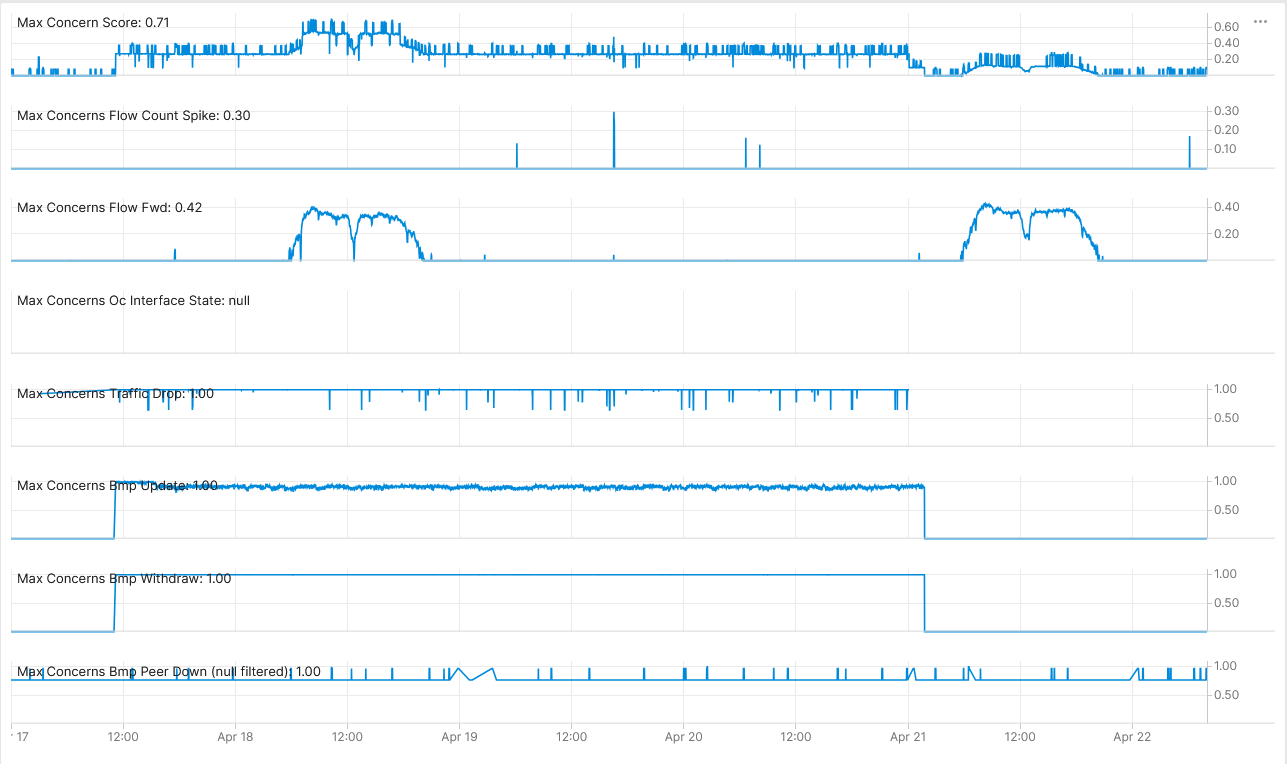 Max Concern Score: 0.71
0.60
0.40
0.20
Max Concerns Flow Count Spike: 0.30
0.30
0.20
0.10
Max Concerns Flow Fwd: 0.42
0.40
0.20
Max Concerns Oc Interface State: null
Max Concerns Traffic Drop: 1.00
1.00
0.50
Max Concerns Bmp Update: 1.00
1.00
0.50
Max Concerns Bmp Withdraw: 1.00
1.00
0.50
Max Concerns Bmp Peer Down (null filtered): 1.00
1.00
0.50
17 12:00 Apr 18 12:00 Apr 19 12:00 Apr 20 12:00 Apr 21 12:00 Apr 22